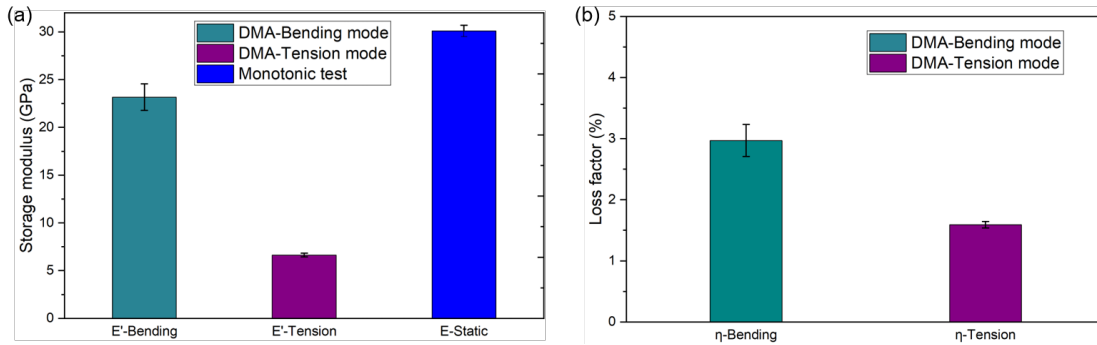 (a)
DMA-Bending mode
DMA-Tension mode
Monotonic test
Storage modulus (GPa)
30
25
20
15
10
5
0
E'-Bending E'-Tension E-Static
(b)
DMA-Bending mode
DMA-Tension mode
Loss factor (%)
5
4
3
2
1
0
η-Bending η-Tension